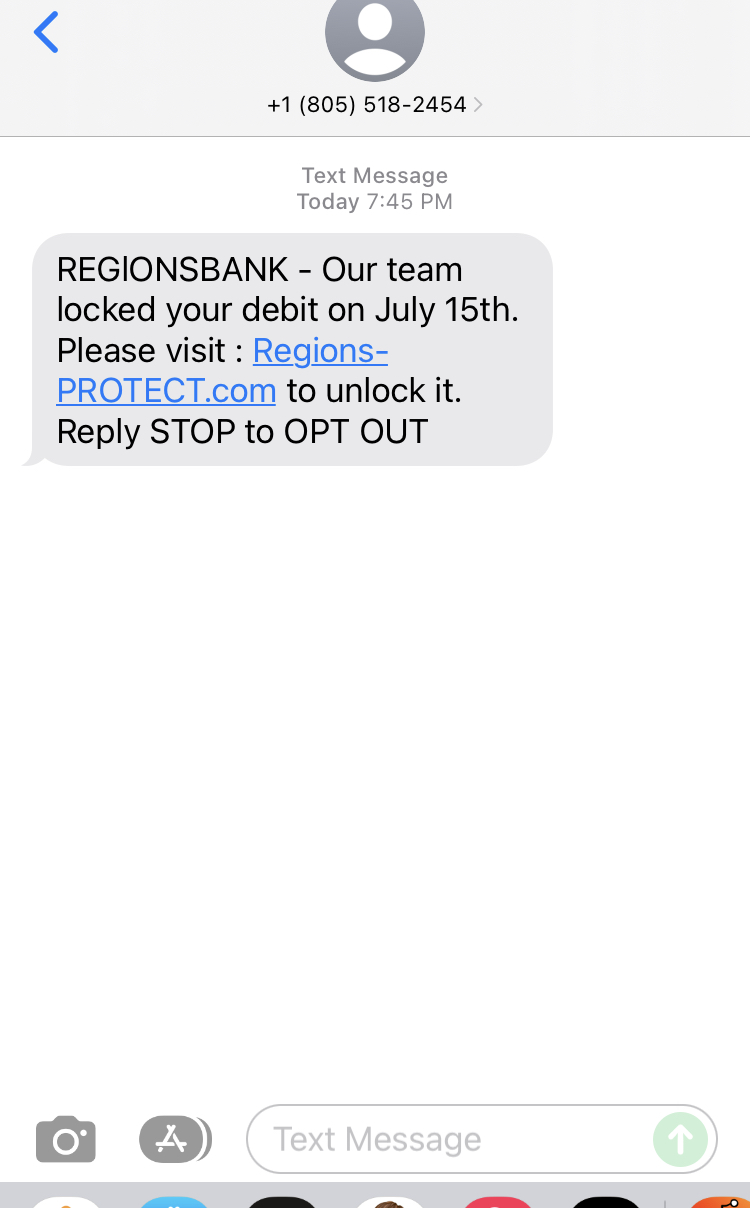 +1 (805) 518-2454
Text Message
Today 7:45 PM
REGlONSBANK - Our team
locked your debit on July 15th.
Please visit : Regions-
PROTECT.com to unlock it.
Reply STOP to OPT OUT
Text Message